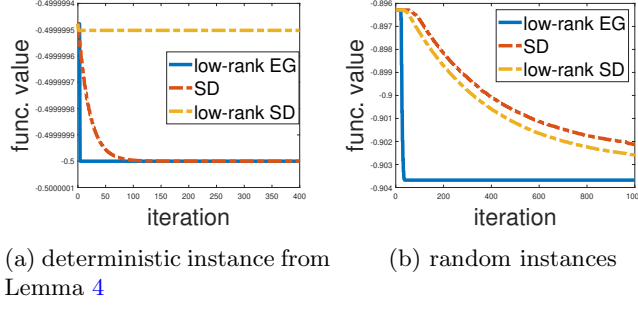 -0.4999994
-0.4999995
-0.4999996
-0.4999997
-0.4999998
-0.4999999
-0.5
-0.5000001
func. value
low-rank EG
SD
low-rank SD
0 50 100 150 200 250 300 350 400
iteration
-0.896
-0.897
-0.898
-0.899
-0.9
-0.901
-0.902
-0.903
-0.904
func. value
low-rank EG
SD
low-rank SD
0 200 400 600 800 100
iteration
(a) deterministic instance from
Lemma 4
(b) random instances